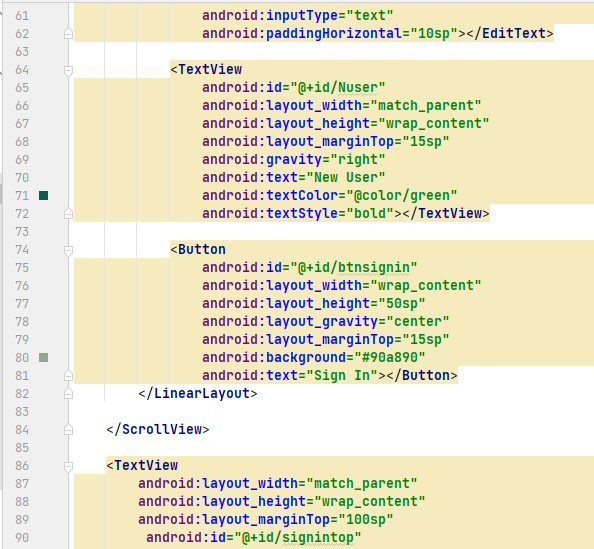 61 android:inputType="text"
62 android:paddingHorizontal="10sp"></EditText>
63
64 <TextView
65 android:id="@+id/Nuser"
66 android:layout_width="match_parent"
67 android:layout_height="wrap_content"
68 android:layout_marginTop="15sp"
69 android:gravity="right"
70 android:text="New User"
71 android:textColor="@color/green"
72 android:textStyle="bold"></TextView>
73
74 <Button
75 android:id="@+id/btnsignin"
76 android:layout_width="wrap_content"
77 android:layout_height="50sp"
78 android:layout_gravity="center"
79 android:layout_marginTop="15sp"
80 android:background="#90a890"
81 android:text="Sign In"></Button>
82 </LinearLayout>
83
84 </ScrollView>
85
86 <TextView
87 android:layout_width="match_parent"
88 android:layout_height="wrap_content"
89 android:layout_marginTop="100sp"
90 android:id="@+id/signintop"